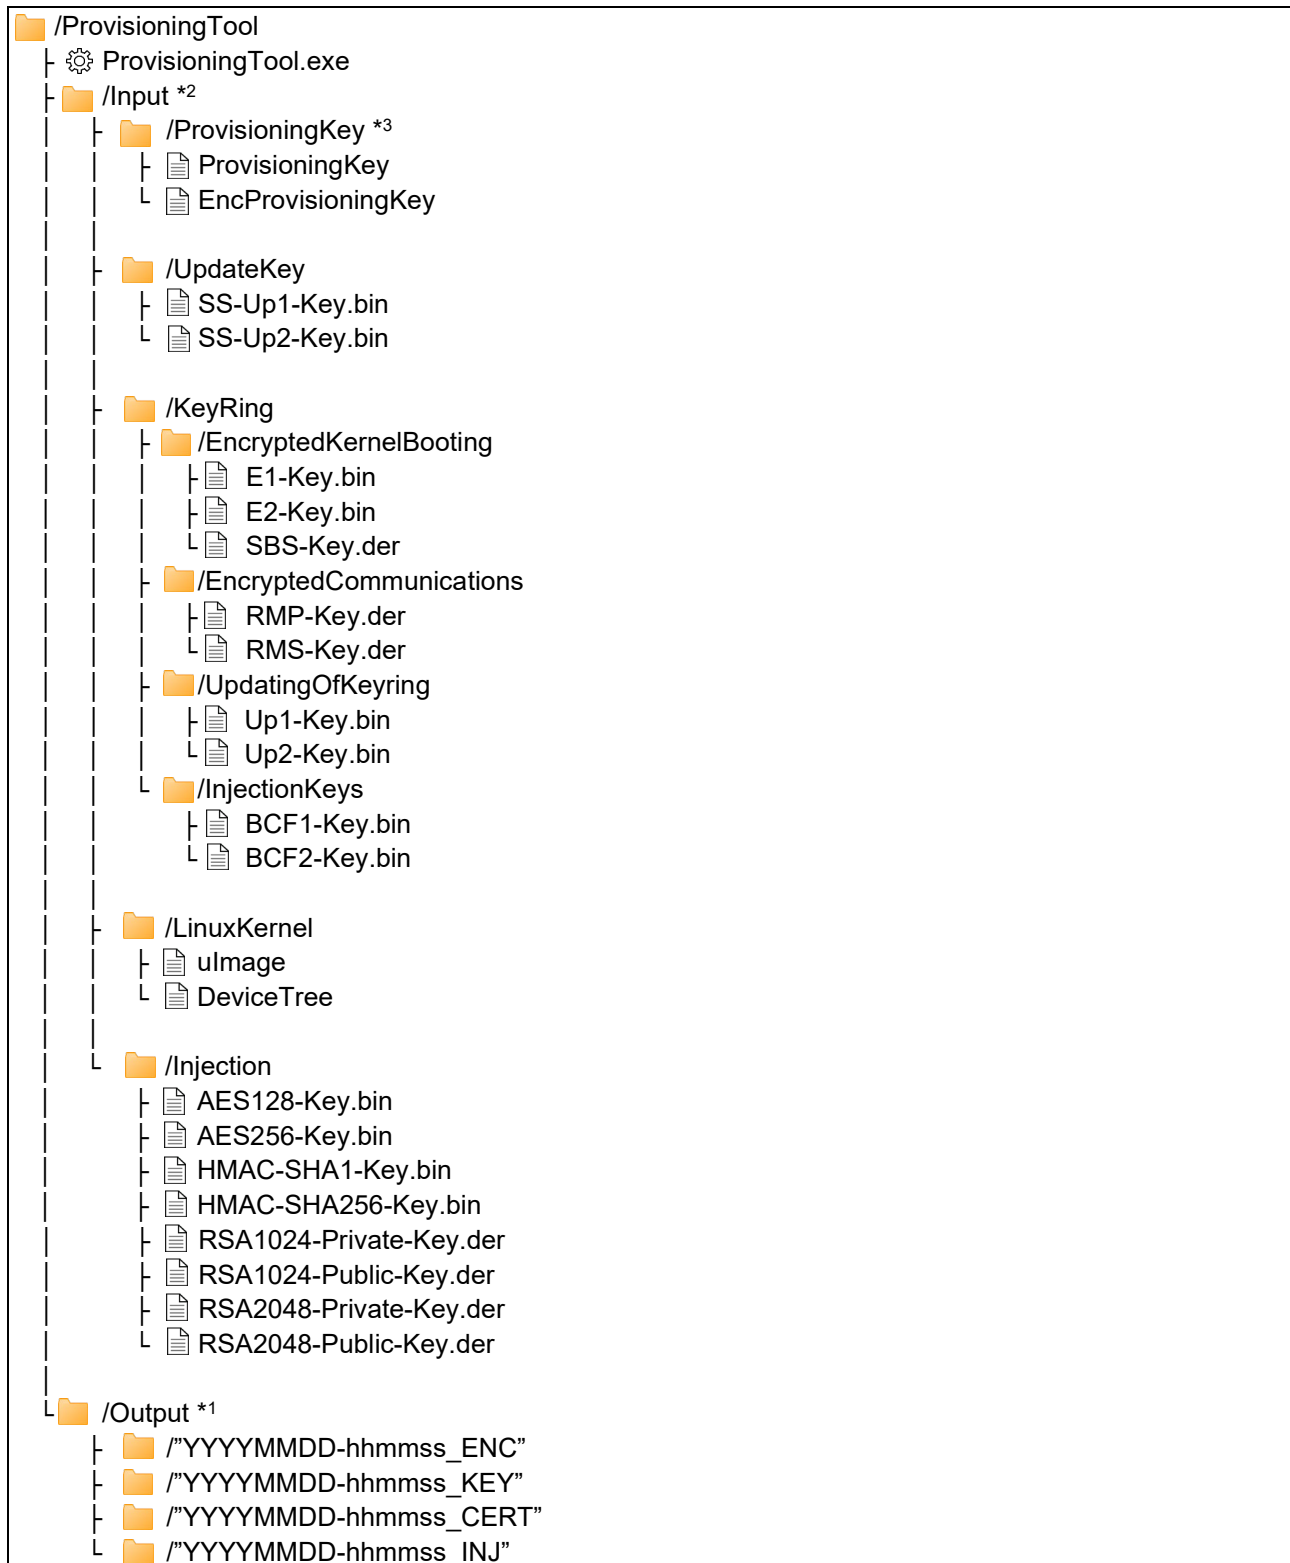 /ProvisioningTool
ProvisioningTool.exe
/Input *2
/ProvisioningKey *3
ProvisioningKey
EncProvisioningKey
/UpdateKey
SS-Up1-Key.bin
SS-Up2-Key.bin
/KeyRing
/EncryptedKernelBooting
E1-Key.bin
E2-Key.bin
SBS-Key.der
/EncryptedCommunications
RMP-Key.der
RMS-Key.der
/UpdatingOfKeyring
Up1-Key.bin
Up2-Key.bin
/InjectionKeys
BCF1-Key.bin
BCF2-Key.bin
/LinuxKernel
uImage
DeviceTree
/Injection
AES128-Key.bin
AES256-Key.bin
HMAC-SHA1-Key.bin
HMAC-SHA256-Key.bin
RSA1024-Private-Key.der
RSA1024-Public-Key.der
RSA2048-Private-Key.der
RSA2048-Public-Key.der
/Output *1
/”YYYYMMDD-hhmmss_ENC”
/”YYYYMMDD-hhmmss_KEY”
/”YYYYMMDD-hhmmss_CERT”
/”YYYYMMDD-hhmmss_INJ”